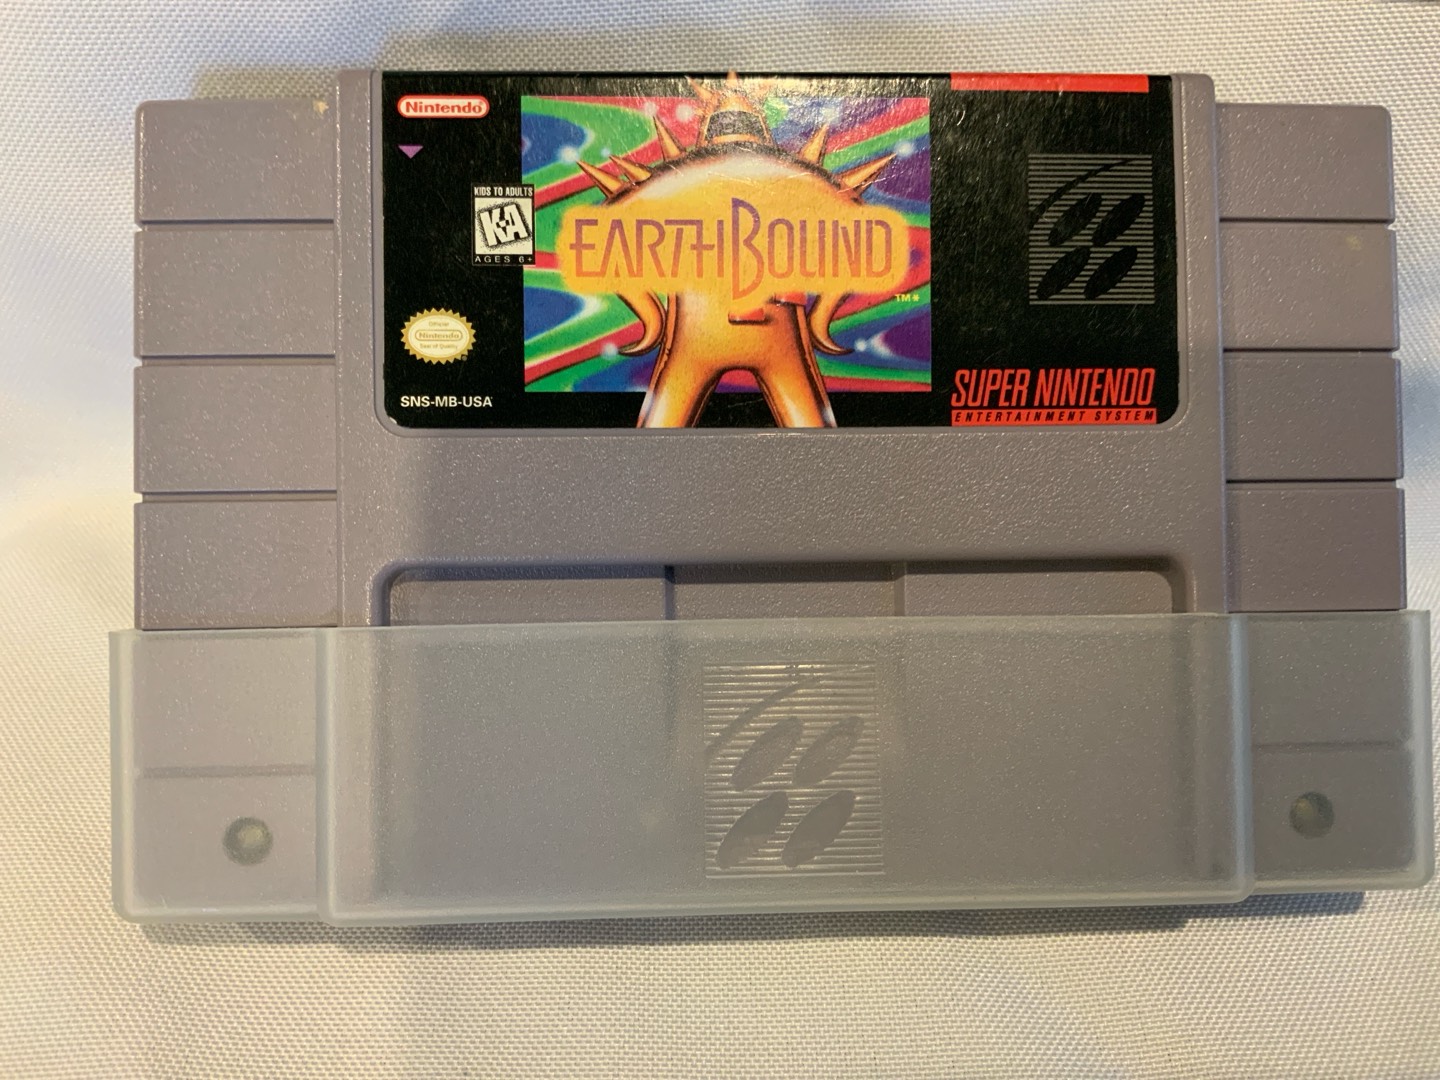 Nintendo
KIDS TO ADULTS
K-A
AGES 6+
EARTHBOUND
TM*
Official
Nintendo
Seal of Quality
SNS-MB-USA
SUPER NINTENDO
ENTERTAINMENT SYSTEM